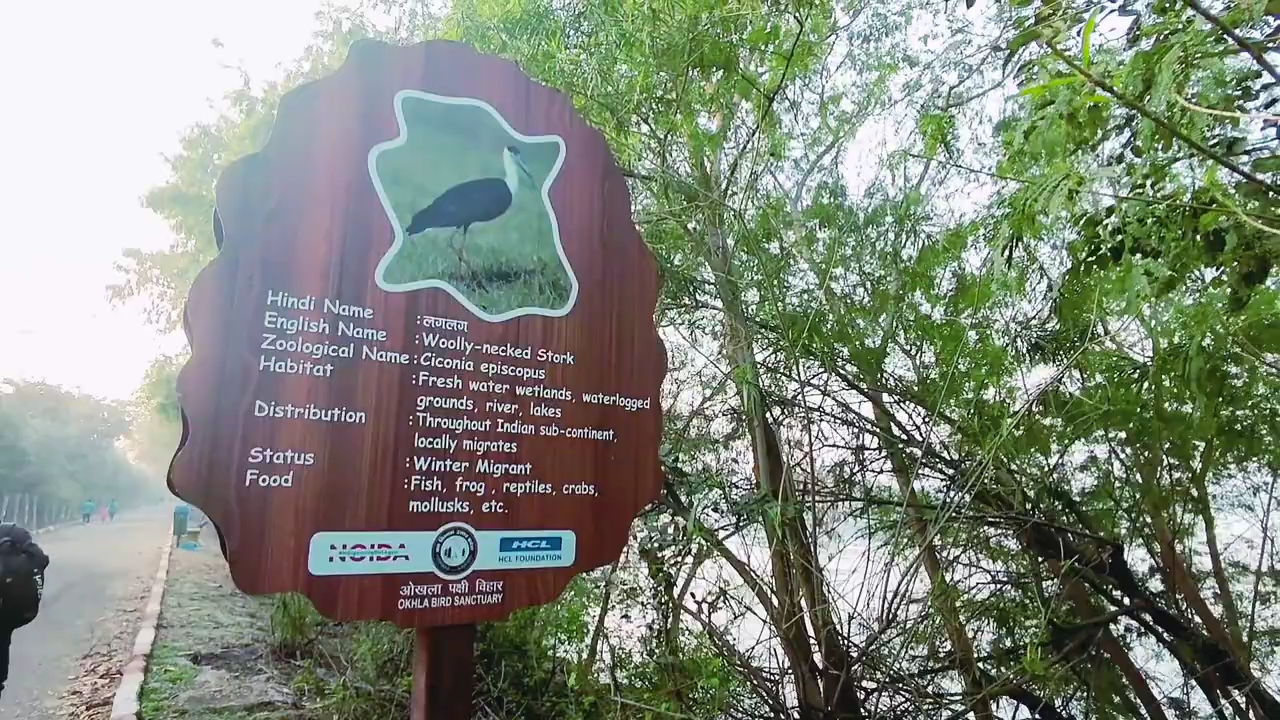 Hindi Name : लगलग
English Name : Woolly-necked Stork
Zoological Name : Ciconia episcopus
Habitat : Fresh water wetlands, waterlogged
grounds, river, lakes
Distribution : Throughout Indian sub-continent,
locally migrates
Status : Winter Migrant
Food : Fish, frog , reptiles, crabs,
mollusks, etc.
NOIDA
HCL
HCL FOUNDATION
ओखला पक्षी विहार
OKHLA BIRD SANCTUARY